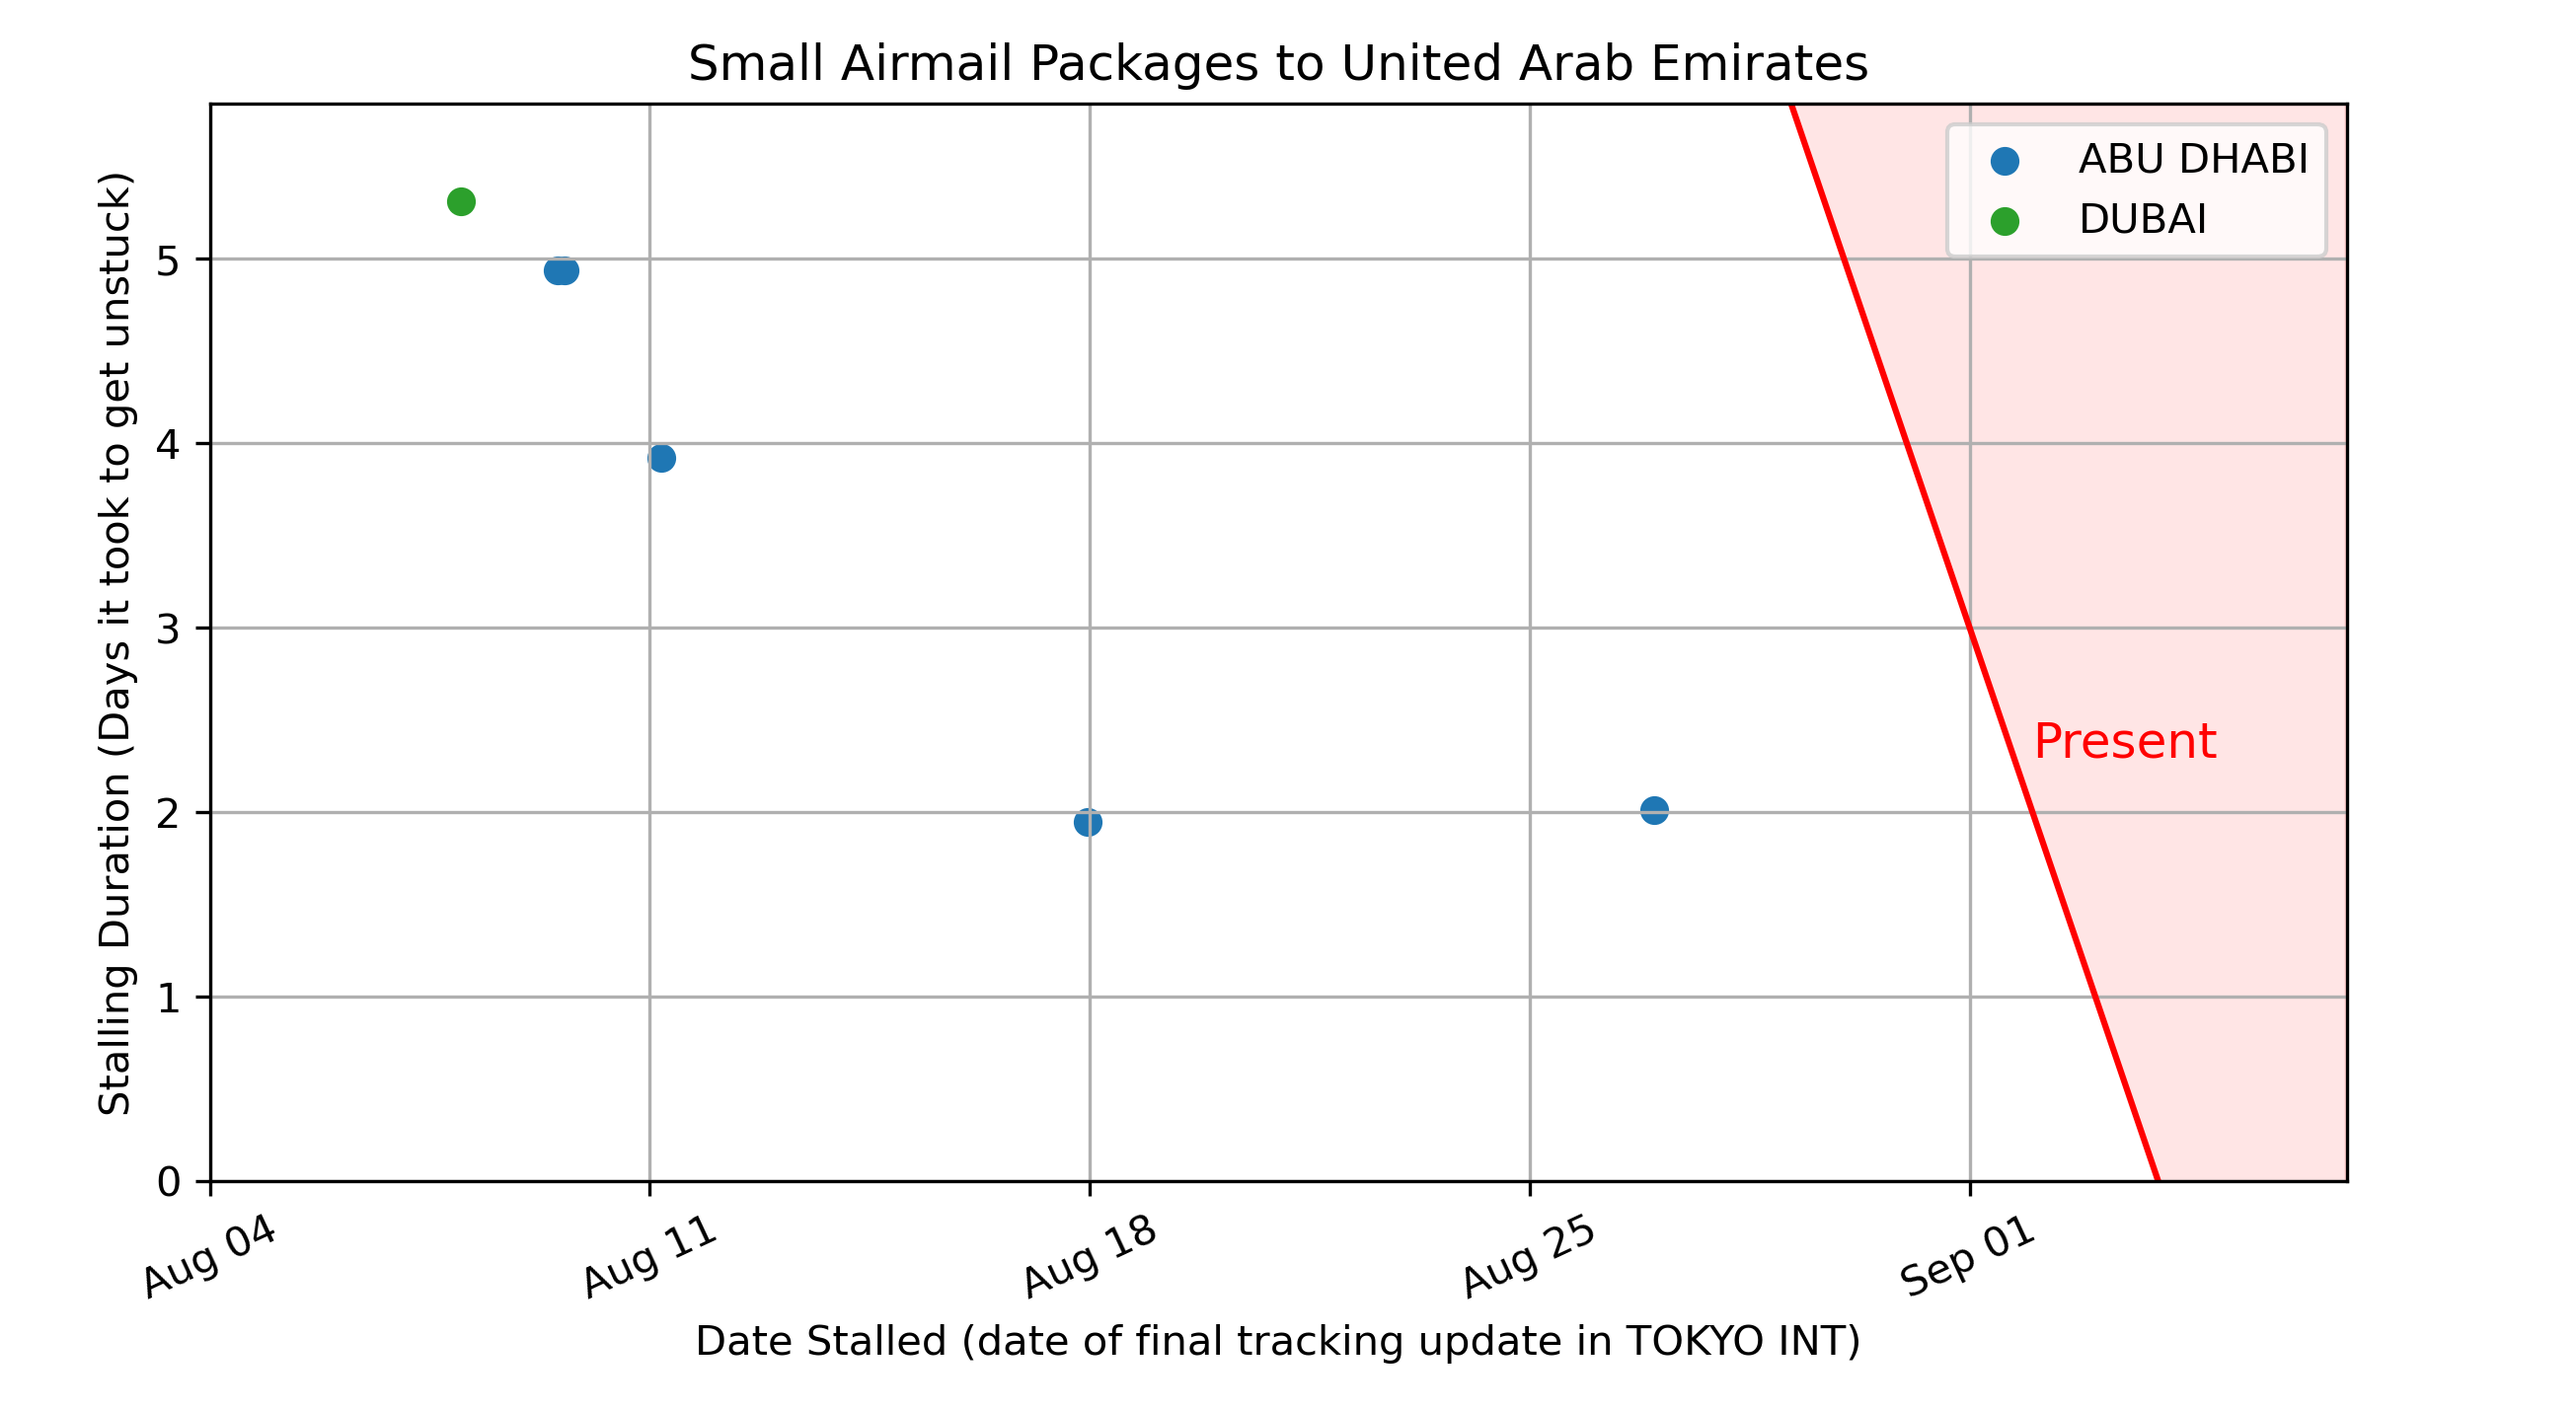 Small Airmail Packages to United Arab Emirates
ABU DHABI
DUBAI
Stalling Duration (Days it took to get unstuck)
5
4
3
2
1
0
Present
Aug 04
Aug 11
Aug 18
Aug 25
Sep 01
Date Stalled (date of final tracking update in TOKYO INT)